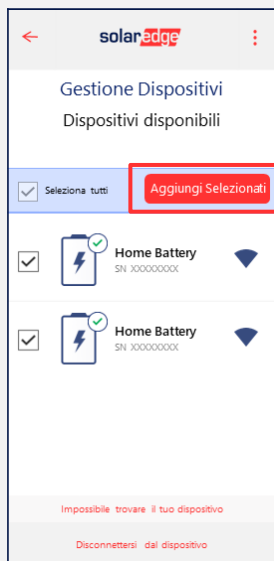 solaredge
Gestione Dispositivi
Dispositivi disponibili
Seleziona tutti
Aggiungi Selezionati
Home Battery
SN XXXXXXXX
Home Battery
SN XXXXXXXX
Impossibile trovare il tuo dispositivo
Disconnettersi dal dispositivo